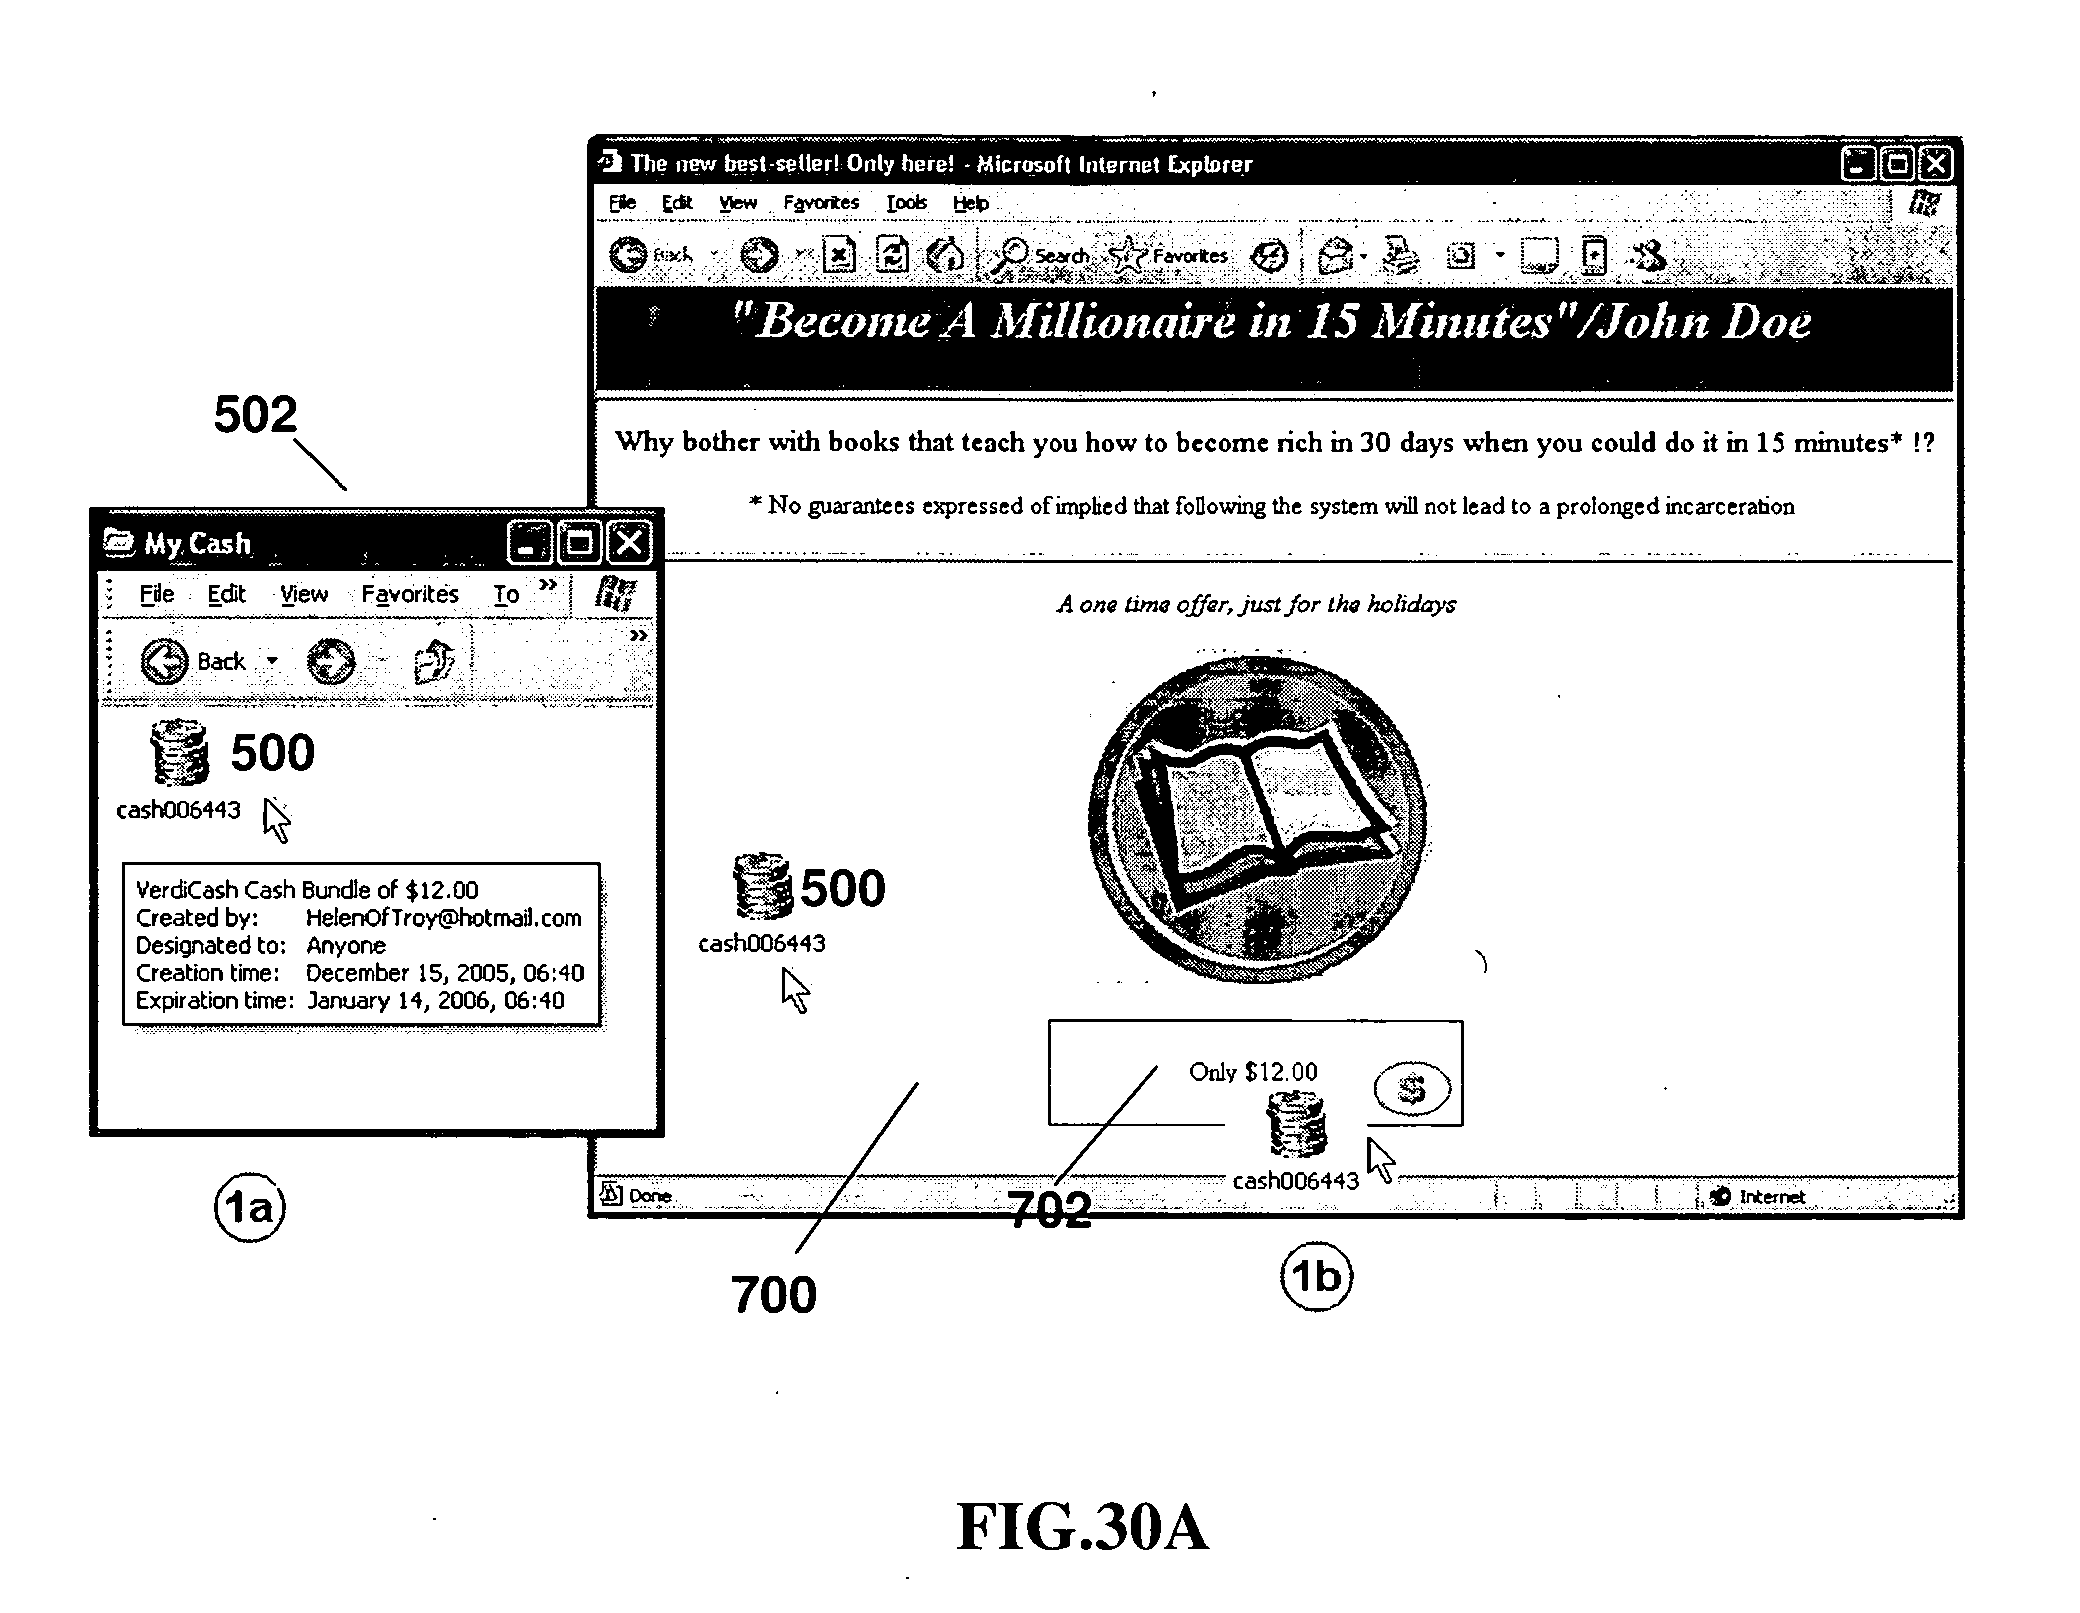 The new best-seller! Only here! - Microsoft Internet Explorer
File Edit View Favorites Tools Help
Back Search Favorites
"Become A Millionaire in 15 Minutes"/John Doe
Why bother with books that teach you how to become rich in 30 days when you could do it in 15 minutes* !?
* No guarantees expressed of implied that following the system will not lead to a prolonged incarceration
502
My Cash
File Edit View Favorites To »
Back »
500
cash006443
VerdiCash Cash Bundle of $12.00
Created by: HelenOfTroy@hotmail.com
Designated to: Anyone
Creation time: December 15, 2005, 06:40
Expiration time: January 14, 2006, 06:40
1a
A one time offer, just for the holidays
500
cash006443
Only $12.00
$
cash006443
702
Done Internet
700
1b
FIG.30A